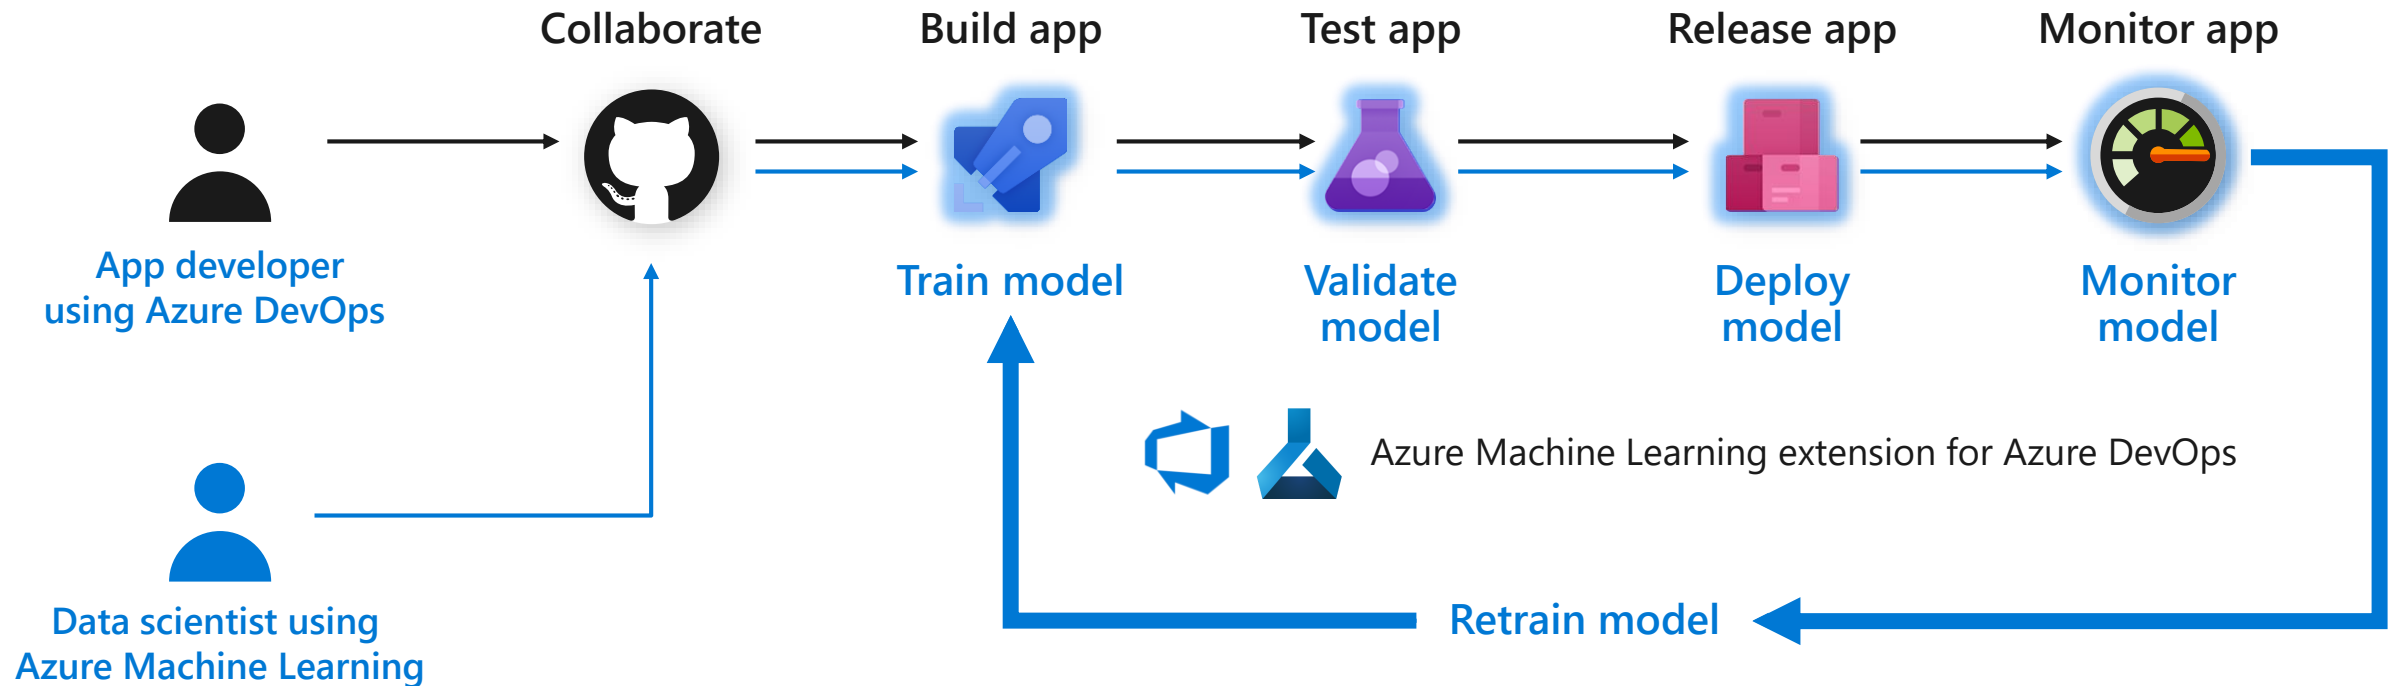 Collaborate
Build app
Test app
Release app
Monitor app
App developer
using Azure DevOps
Train model
Validate
model
Deploy
model
Monitor
model
Azure Machine Learning extension for Azure DevOps
Data scientist using
Azure Machine Learning
Retrain model